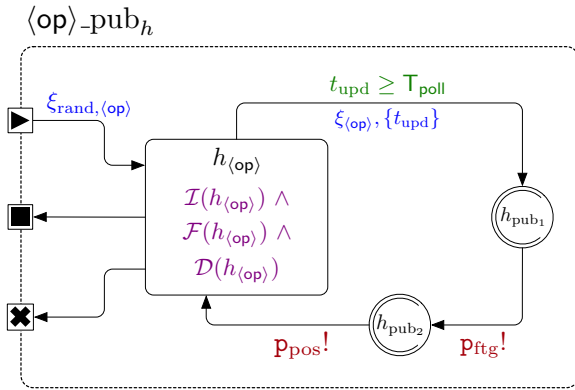 ⟨op⟩_pub_h
ξ_rand,⟨op⟩
t_upd ≥ T_poll
ξ_⟨op⟩, {t_upd}
h_⟨op⟩
𝓘(h_⟨op⟩) ∧
𝓕(h_⟨op⟩) ∧
𝓓(h_⟨op⟩)
h_pub₁
h_pub₂
p_pos!
p_ftg!